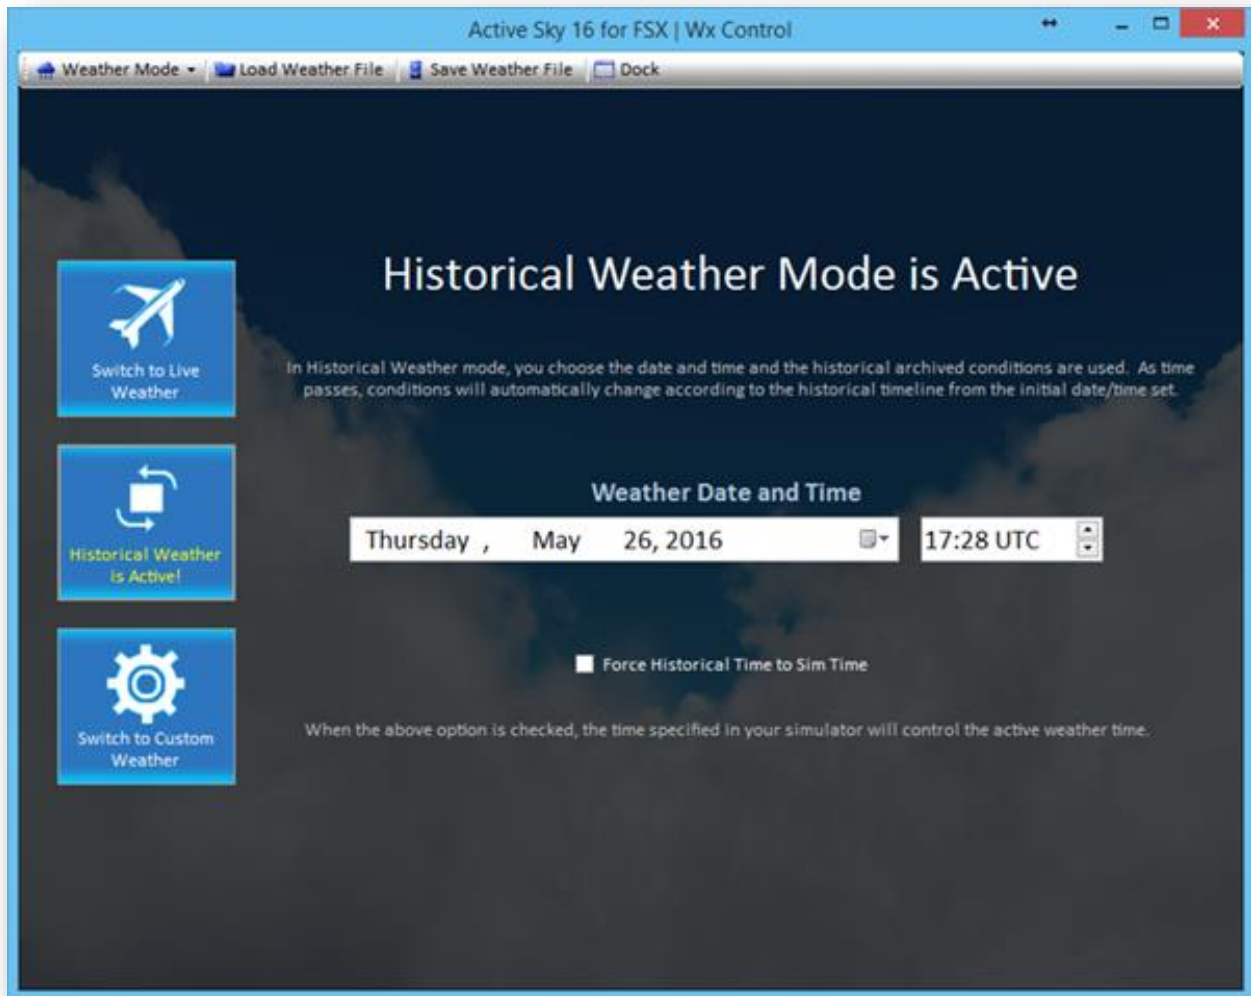 Active Sky 16 for FSX | Wx Control
Weather Mode Load Weather File Save Weather File Dock
Historical Weather Mode is Active
Switch to Live
Weather
In Historical Weather mode, you choose the date and time and the historical archived conditions are used. As time
passes, conditions will automatically change according to the historical timeline from the initial date/time set.
Historical Weather
is Active!
Weather Date and Time
Thursday , May 26, 2016 17:28 UTC
Force Historical Time to Sim Time
Switch to Custom
Weather
When the above option is checked, the time specified in your simulator will control the active weather time.